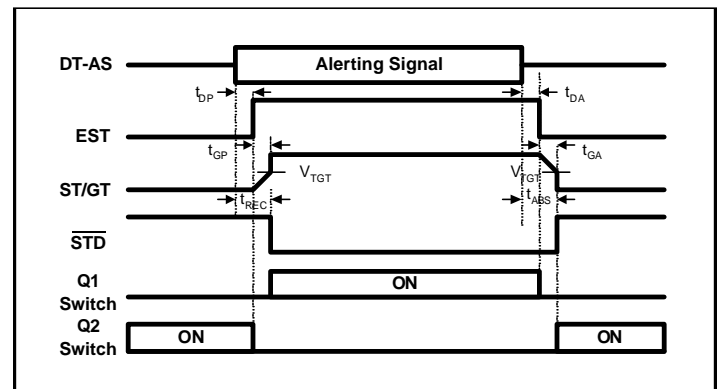 DT-AS
Alerting Signal
tDP
tDA
EST
tGP
tGA
ST/GT
VTGT
VTGT
tREC
tABS
STD
Q1
Switch
ON
Q2
Switch
ON
ON